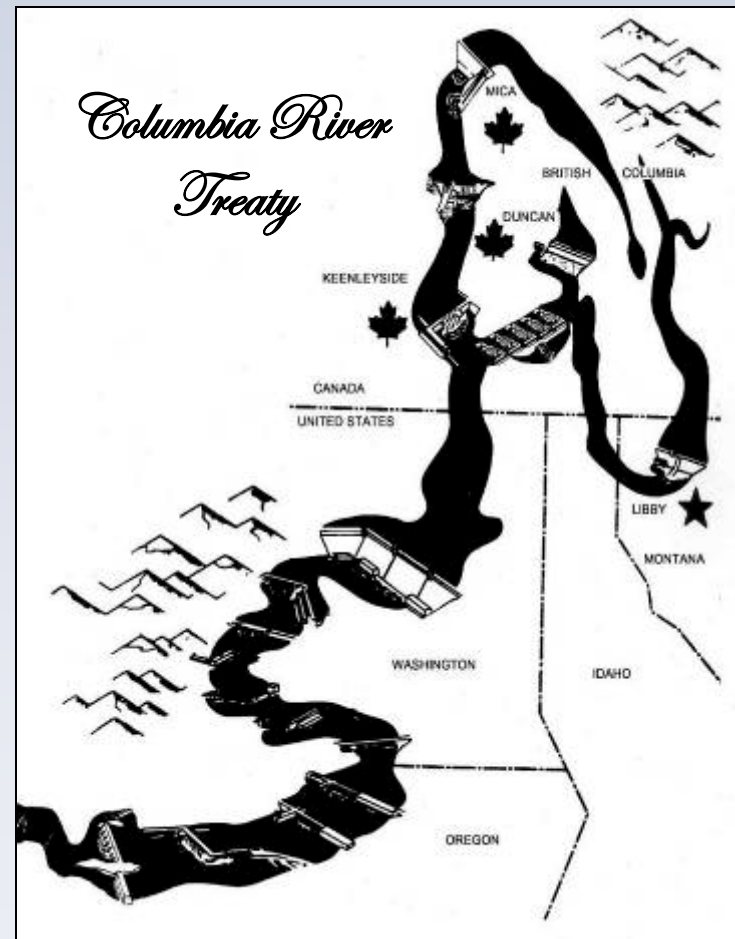 Columbia River
Treaty
MICA
BRITISH COLUMBIA
DUNCAN
KEENLEYSIDE
CANADA
UNITED STATES
LIBBY
MONTANA
WASHINGTON
IDAHO
OREGON